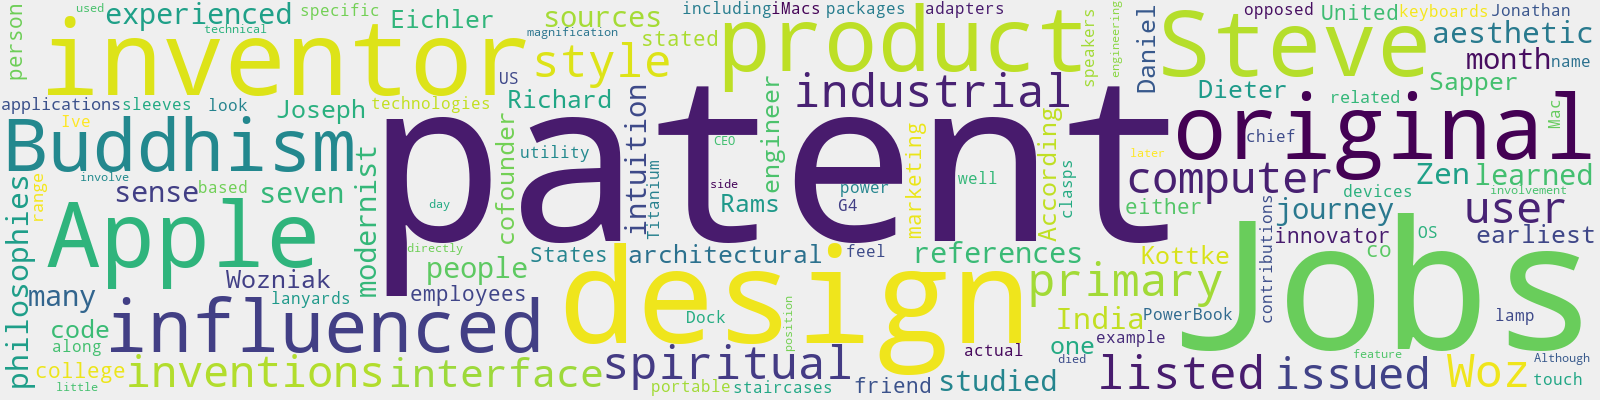 used
experienced
specific
Eichler
sources
including
iMacs
packages
adapters
opposed
United
keyboards
Jonathan
person
inventor
technical
magnification
style
stated
product
speakers
engineering
Daniel
Steve
aesthetic
month
name
US
industrial
Sapper
applications
sleeves
look
Joseph
technologies
Richard
Dieter
related
Ive
Buddhism
patent
intuition
engineer
marketing
According
original
chief
Mac
cofounder
utility
CEO
later
involve
sense
based
seven
modernist
Titanium
side
Rams
power
G4
well
clasps
computer
either
Zen
learned
devices
involvement
range
Apple
day
journey
user
philosophies
directly
States
architectural
feel
references
Kottke
contributions
innovator
co
OS
earliest
many
Wozniak
lanyards
people
employees
design
primary
India
PowerBook
Jobs
lamp
code
along
influenced
Dock
position
actual
one
example
died
feature
Although
college
little
inventions
interface
spiritual
portable
staircases
friend
studied
listed
issued
Woz
touch